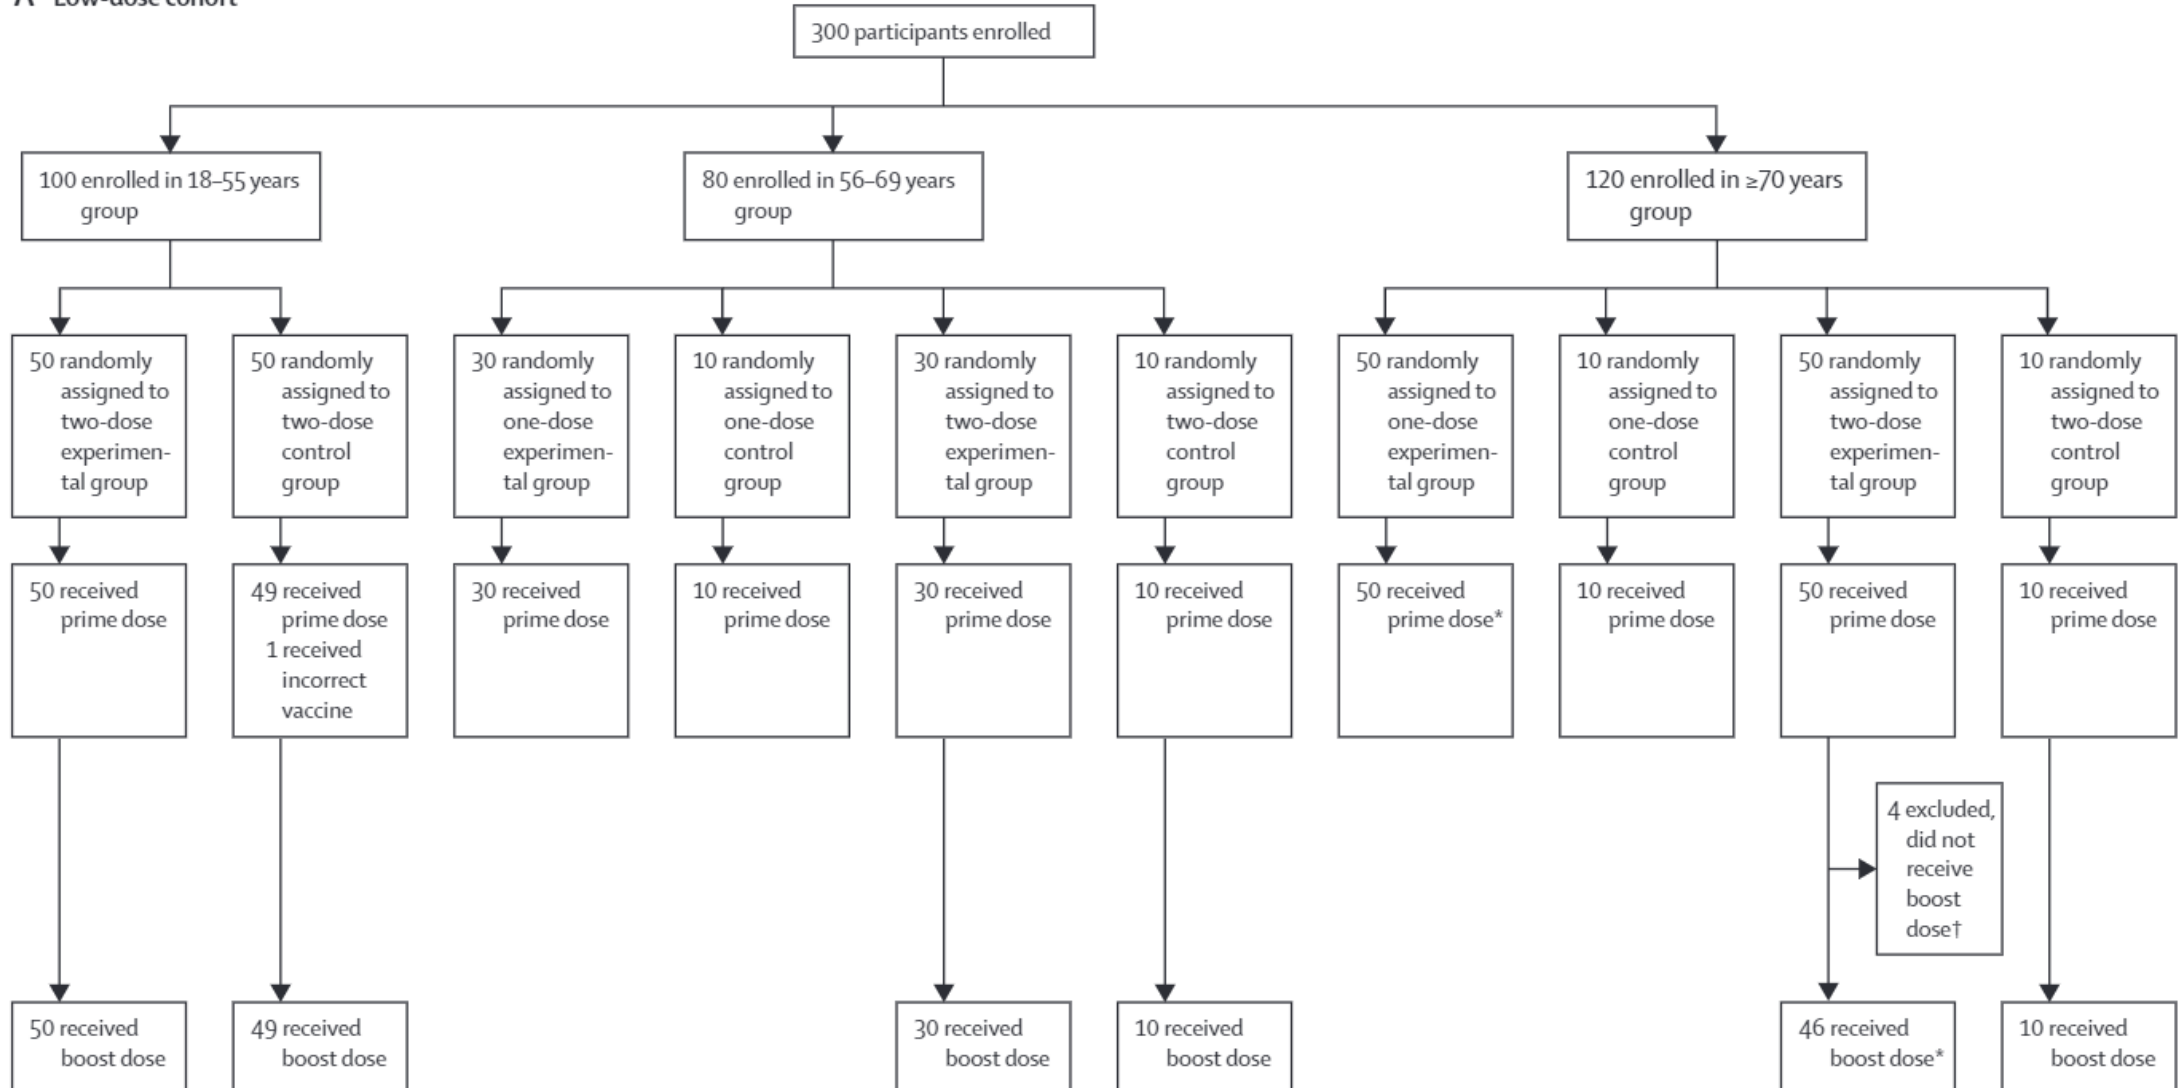 A Low-dose cohort
300 participants enrolled
100 enrolled in 18–55 years
group
80 enrolled in 56–69 years
group
120 enrolled in ≥70 years
group
50 randomly
assigned to
two-dose
experimen-
tal group
50 randomly
assigned to
two-dose
control
group
30 randomly
assigned to
one-dose
experimen-
tal group
10 randomly
assigned to
one-dose
control
group
30 randomly
assigned to
two-dose
experimen-
tal group
10 randomly
assigned to
two-dose
control
group
50 randomly
assigned to
one-dose
experimen-
tal group
10 randomly
assigned to
one-dose
control
group
50 randomly
assigned to
two-dose
experimen-
tal group
10 randomly
assigned to
two-dose
control
group
50 received
prime dose
49 received
prime dose
1 received
incorrect
vaccine
30 received
prime dose
10 received
prime dose
30 received
prime dose
10 received
prime dose
50 received
prime dose*
10 received
prime dose
50 received
prime dose
10 received
prime dose
4 excluded,
did not
receive
boost
dose†
50 received
boost dose
49 received
boost dose
30 received
boost dose
10 received
boost dose
46 received
boost dose*
10 received
boost dose